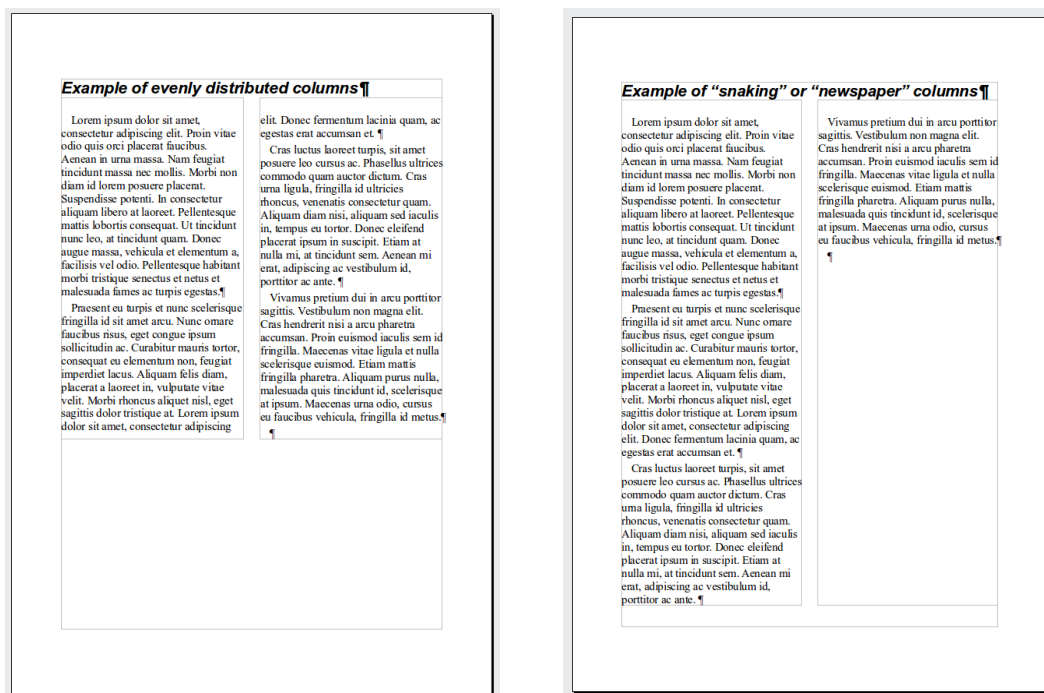 Example of evenly distributed columns¶
Lorem ipsum dolor sit amet,
consectetur adipiscing elit. Proin vitae
odio quis orci placerat faucibus.
Aenean in urna massa. Nam feugiat
tincidunt massa nec mollis. Morbi non
diam id lorem posuere placerat.
Suspendisse potenti. In consectetur
aliquam libero at laoreet. Pellentesque
mattis lobortis consequat. Ut tincidunt
nunc leo, at tincidunt quam. Donec
augue massa, vehicula et elementum a,
facilisis vel odio. Pellentesque habitant
morbi tristique senectus et netus et
malesuada fames ac turpis egestas.¶
Praesent eu turpis et nunc scelerisque
fringilla id sit amet arcu. Nunc ornare
faucibus risus, eget congue ipsum
sollicitudin ac. Curabitur mauris tortor,
consequat eu elementum non, feugiat
imperdiet lacus. Aliquam felis diam,
placerat a laoreet in, vulputate vitae
velit. Morbi rhoncus aliquet nisl, eget
sagittis dolor tristique at. Lorem ipsum
dolor sit amet, consectetur adipiscing
elit. Donec fermentum lacinia quam, ac
egestas erat accumsan et. ¶
Cras luctus laoreet turpis, sit amet
posuere leo cursus ac. Phasellus ultrices
commodo quam auctor dictum. Cras
urna ligula, fringilla id ultricies
rhoncus, venenatis consectetur quam.
Aliquam diam nisi, aliquam sed iaculis
in, tempus eu tortor. Donec eleifend
placerat ipsum in suscipit. Etiam at
nulla mi, at tincidunt sem. Aenean mi
erat, adipiscing ac vestibulum id,
porttitor ac ante. ¶
Vivamus pretium dui in arcu porttitor
sagittis. Vestibulum non magna elit.
Cras hendrerit nisi a arcu pharetra
accumsan. Proin euismod iaculis sem id
fringilla. Maecenas vitae ligula et nulla
scelerisque euismod. Etiam mattis
fringilla pharetra. Aliquam purus nulla,
malesuada quis tincidunt id, scelerisque
at ipsum. Maecenas urna odio, cursus
eu faucibus vehicula, fringilla id metus.¶
¶
Example of “snaking” or “newspaper” columns¶
Lorem ipsum dolor sit amet,
consectetur adipiscing elit. Proin vitae
odio quis orci placerat faucibus.
Aenean in urna massa. Nam feugiat
tincidunt massa nec mollis. Morbi non
diam id lorem posuere placerat.
Suspendisse potenti. In consectetur
aliquam libero at laoreet. Pellentesque
mattis lobortis consequat. Ut tincidunt
nunc leo, at tincidunt quam. Donec
augue massa, vehicula et elementum a,
facilisis vel odio. Pellentesque habitant
morbi tristique senectus et netus et
malesuada fames ac turpis egestas.¶
Praesent eu turpis et nunc scelerisque
fringilla id sit amet arcu. Nunc ornare
faucibus risus, eget congue ipsum
sollicitudin ac. Curabitur mauris tortor,
consequat eu elementum non, feugiat
imperdiet lacus. Aliquam felis diam,
placerat a laoreet in, vulputate vitae
velit. Morbi rhoncus aliquet nisl, eget
sagittis dolor tristique at. Lorem ipsum
dolor sit amet, consectetur adipiscing
elit. Donec fermentum lacinia quam, ac
egestas erat accumsan et. ¶
Cras luctus laoreet turpis, sit amet
posuere leo cursus ac. Phasellus ultrices
commodo quam auctor dictum. Cras
urna ligula, fringilla id ultricies
rhoncus, venenatis consectetur quam.
Aliquam diam nisi, aliquam sed iaculis
in, tempus eu tortor. Donec eleifend
placerat ipsum in suscipit. Etiam at
nulla mi, at tincidunt sem. Aenean mi
erat, adipiscing ac vestibulum id,
porttitor ac ante. ¶
Vivamus pretium dui in arcu porttitor
sagittis. Vestibulum non magna elit.
Cras hendrerit nisi a arcu pharetra
accumsan. Proin euismod iaculis sem id
fringilla. Maecenas vitae ligula et nulla
scelerisque euismod. Etiam mattis
fringilla pharetra. Aliquam purus nulla,
malesuada quis tincidunt id, scelerisque
at ipsum. Maecenas urna odio, cursus
eu faucibus vehicula, fringilla id metus.¶
¶